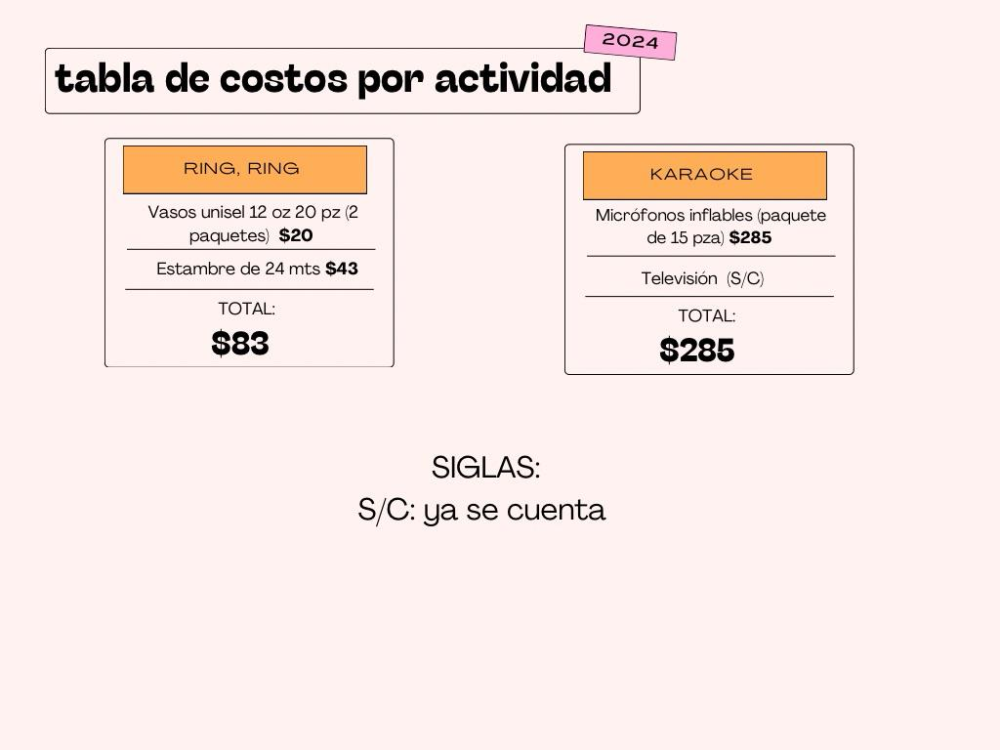 2024
tabla de costos por actividad
RING, RING
Vasos unisel 12 oz 20 pz (2
paquetes) $20
Estambre de 24 mts $43
TOTAL:
$83
KARAOKE
Micrófonos inflables (paquete
de 15 pza) $285
Televisión (S/C)
TOTAL:
$285
SIGLAS:
S/C: ya se cuenta